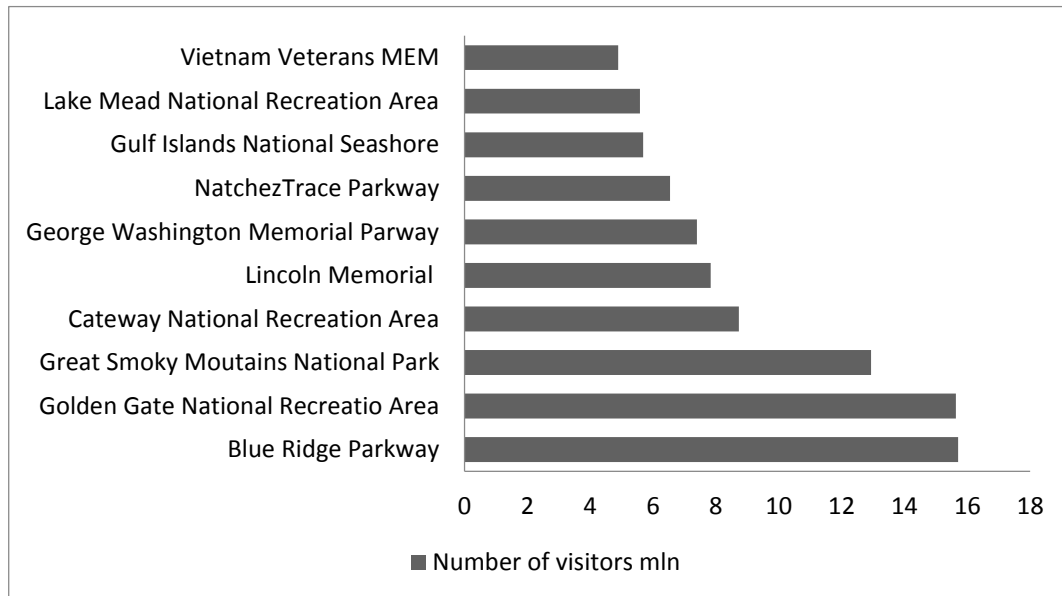 Vietnam Veterans MEM
Lake Mead National Recreation Area
Gulf Islands National Seashore
NatchezTrace Parkway
George Washington Memorial Parway
Lincoln Memorial
Cateway National Recreation Area
Great Smoky Moutains National Park
Golden Gate National Recreatio Area
Blue Ridge Parkway
0 2 4 6 8 10 12 14 16 18
Number of visitors mln